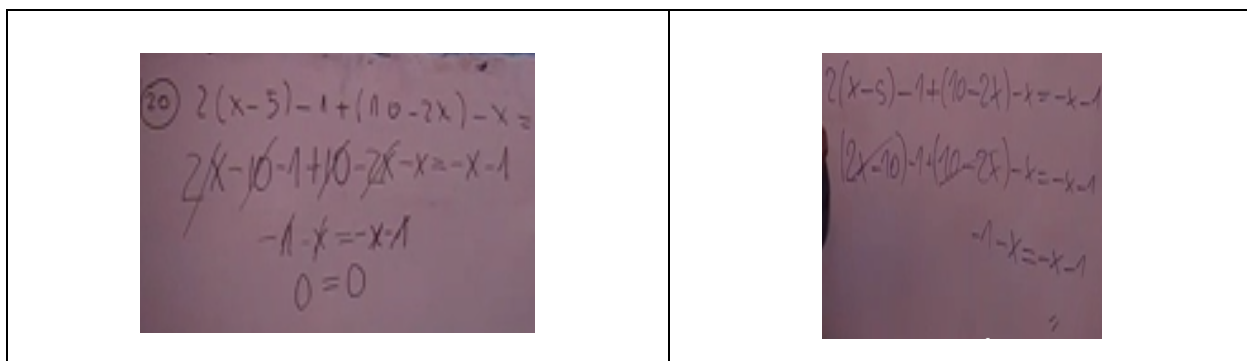 20 2(x-5)-1+(10-2x)-x=
2x-10-1+10-2x-x=-x-1
-1-x=-x-1
0=0
2(x-5)-1+(10-2x)-x=-x-1
(2x-10)-1+(10-2x)-x=-x-1
-1-x=-x-1